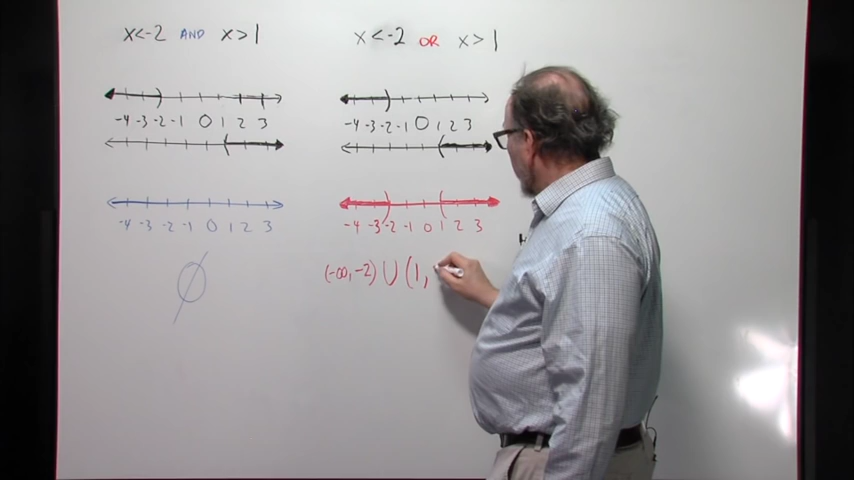 x<-2 AND x>1
x<-2 OR x>1
-4 -3 -2 -1 0 1 2 3
-4 -3 -2 -1 0 1 2 3
-4 -3 -2 -1 0 1 2 3
-4 -3 -2 -1 0 1 2 3
∅
(-∞,-2) ∪ (1,